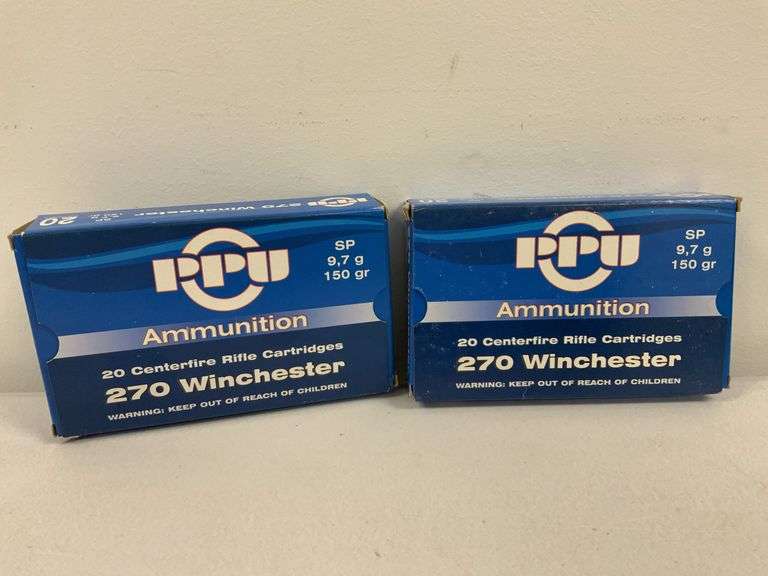 20 270 Winchester
PPU
SP
9,7 g
150 gr
Ammunition
20 Centerfire Rifle Cartridges
270 Winchester
WARNING: KEEP OUT OF REACH OF CHILDREN
PPU
SP
9,7 g
150 gr
Ammunition
20 Centerfire Rifle Cartridges
270 Winchester
WARNING: KEEP OUT OF REACH OF CHILDREN